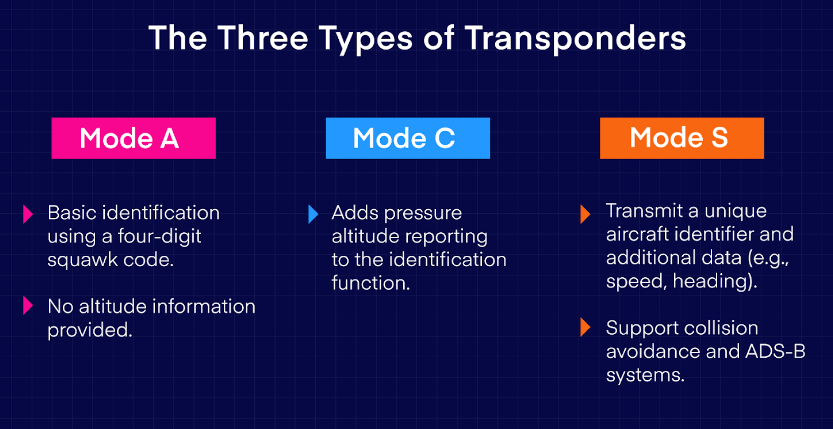 The Three Types of Transponders
Mode A
Basic identification
using a four-digit
squawk code.
No altitude information
provided.
Mode C
Adds pressure
altitude reporting
to the identification
function.
Mode S
Transmit a unique
aircraft identifier and
additional data (e.g.,
speed, heading).
Support collision
avoidance and ADS-B
systems.